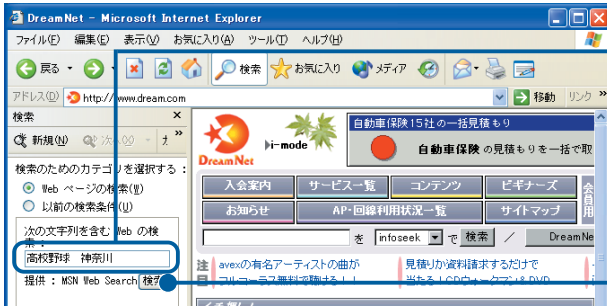 DreamNet - Microsoft Internet Explorer
ファイル(F) 編集(E) 表示(V) お気に入り(A) ツール(T) ヘルプ(H)
戻る 検索 お気に入り メディア
アドレス(D) http://www.dream.com 移動 リンク »
検索 ×
新規(N) 次へ »
検索のためのカテゴリを選択する:
Web ページの検索(W)
以前の検索条件(U)
次の文字列を含む Web の検
索:
高校野球 神奈川
提供 : MSN Web Search 検索
DreamNet
i-mode
自動車保険15社の一括見積もり
自動車保険 の見積もりを一括で取
入会案内 サービス一覧 コンテンツ ビギナーズ
お知らせ AP・回線利用状況一覧 サイトマップ
会員用
を infoseek で 検索 / DreamNe
注目
avexの有名アーティストの曲が
見積りか資料請求するだけで